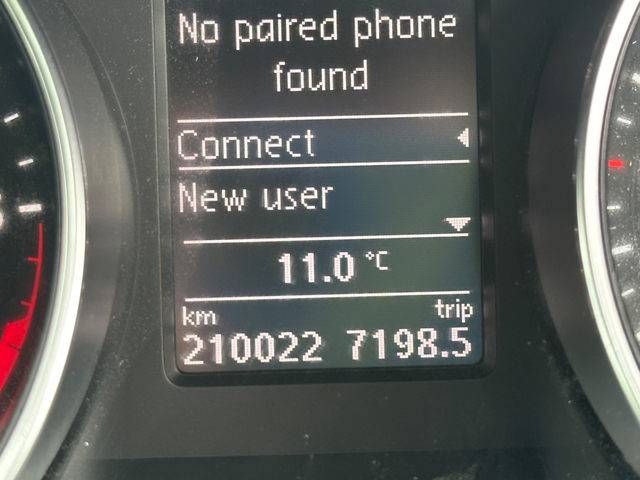 No paired phone
found
Connect
New user
11.0 °C
km trip
210022 7198.5